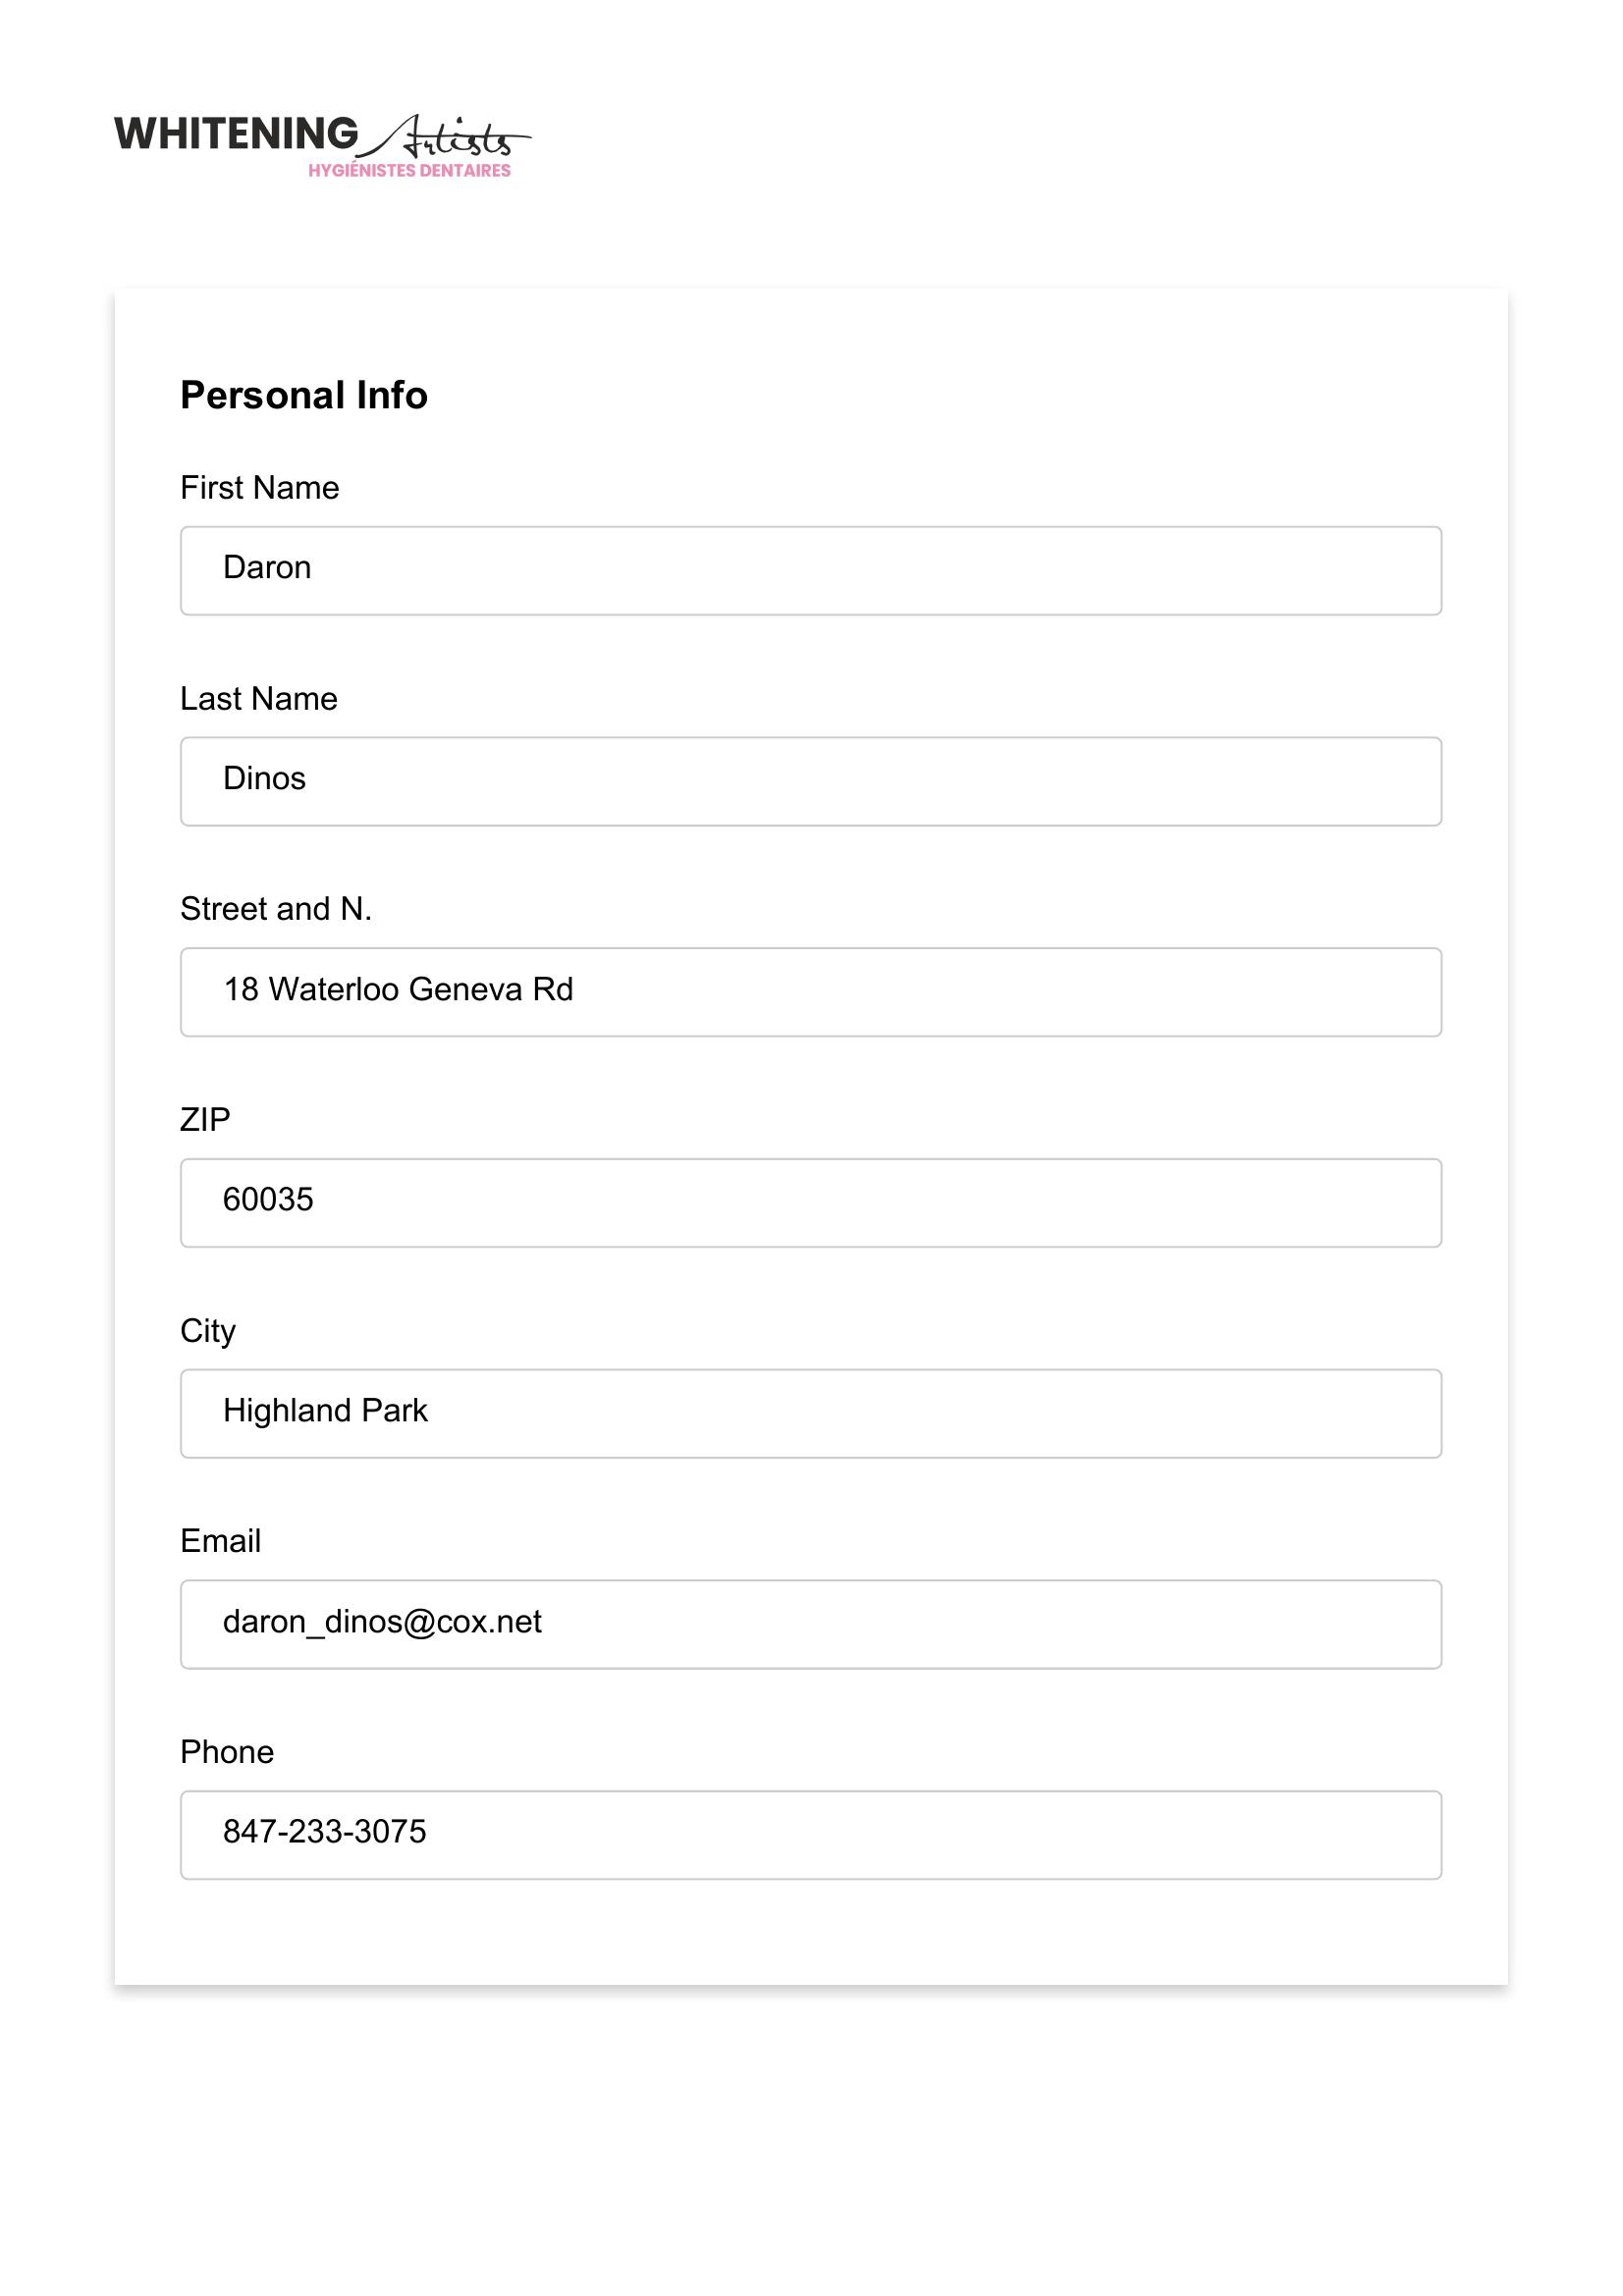 WHITENING Artists
HYGIÉNISTES DENTAIRES
Personal Info
First Name
Daron
Last Name
Dinos
Street and N.
18 Waterloo Geneva Rd
ZIP
60035
City
Highland Park
Email
daron_dinos@cox.net
Phone
847-233-3075